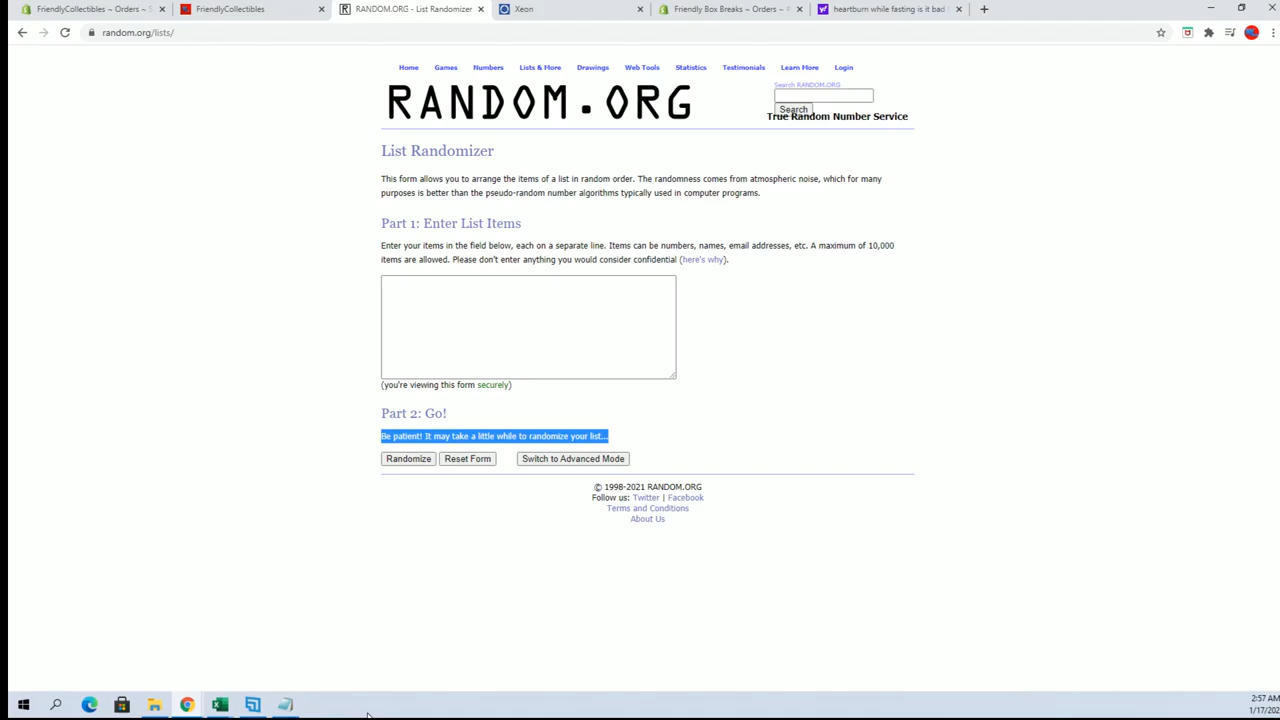 FriendlyCollectibles ~ Orders ~ S
FriendlyCollectibles
RANDOM.ORG - List Randomizer
Xeon
Friendly Box Breaks ~ Orders ~
heartburn while fasting is it bad
random.org/lists/
Home Games Numbers Lists & More Drawings Web Tools Statistics Testimonials Learn More Login
Search RANDOM.ORG
RANDOM.ORG
Search
True Random Number Service
List Randomizer
This form allows you to arrange the items of a list in random order. The randomness comes from atmospheric noise, which for many
purposes is better than the pseudo-random number algorithms typically used in computer programs.
Part 1: Enter List Items
Enter your items in the field below, each on a separate line. Items can be numbers, names, email addresses, etc. A maximum of 10,000
items are allowed. Please don't enter anything you would consider confidential (here's why).
(you're viewing this form securely)
Part 2: Go!
Be patient! It may take a little while to randomize your list...
Randomize Reset Form Switch to Advanced Mode
© 1998-2021 RANDOM.ORG
Follow us: Twitter | Facebook
Terms and Conditions
About Us
2:57 AM
1/17/202